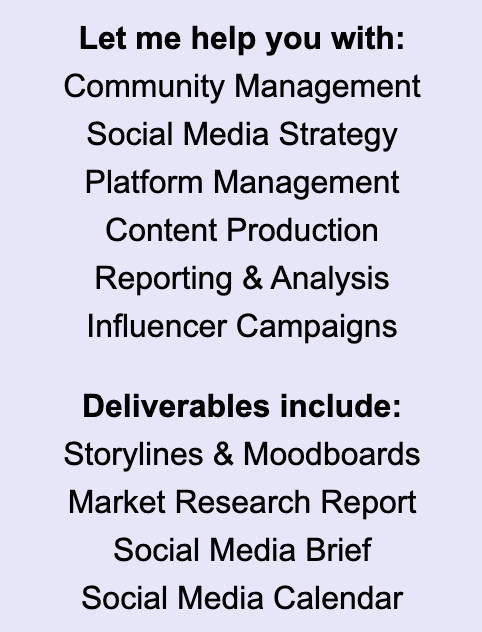 Let me help you with:
Community Management
Social Media Strategy
Platform Management
Content Production
Reporting & Analysis
Influencer Campaigns
Deliverables include:
Storylines & Moodboards
Market Research Report
Social Media Brief
Social Media Calendar